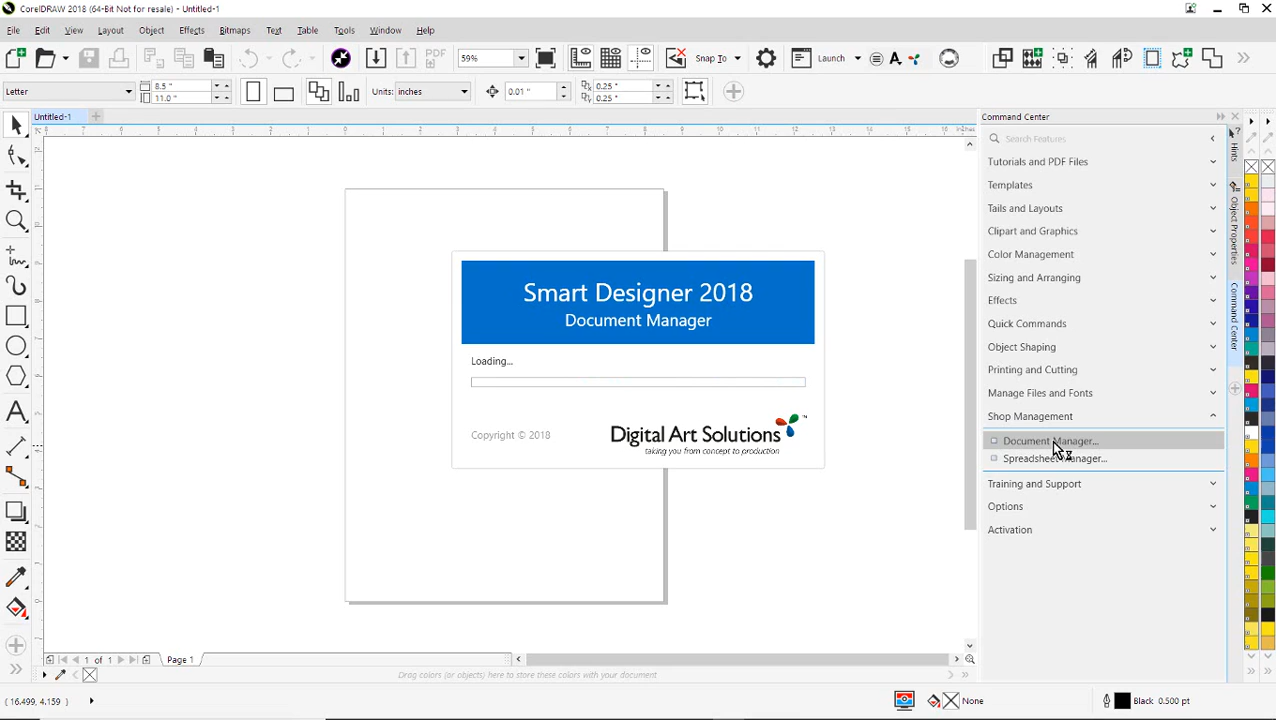 CorelDRAW 2018 (64-Bit Not for resale) - Untitled-1
File Edit View Layout Object Effects Bitmaps Text Table Tools Window Help
PDF 59% Snap To Launch
Letter 8.5 " 11.0 " Units: inches 0.01 " 0.25 " 0.25 "
Untitled-1
Command Center
Search Features
Tutorials and PDF Files
Templates
Tails and Layouts
Clipart and Graphics
Color Management
Sizing and Arranging
Effects
Quick Commands
Object Shaping
Printing and Cutting
Manage Files and Fonts
Shop Management
Document Manager...
Spreadsheet Manager...
Training and Support
Options
Activation
Hints
Object Properties
Command Center
Smart Designer 2018
Document Manager
Loading...
Copyright © 2018
Digital Art Solutions™
taking you from concept to production
1 of 1 Page 1
Drag colors (or objects) here to store these colors with your document
( 16.499, 4.159 ) None Black 0.500 pt